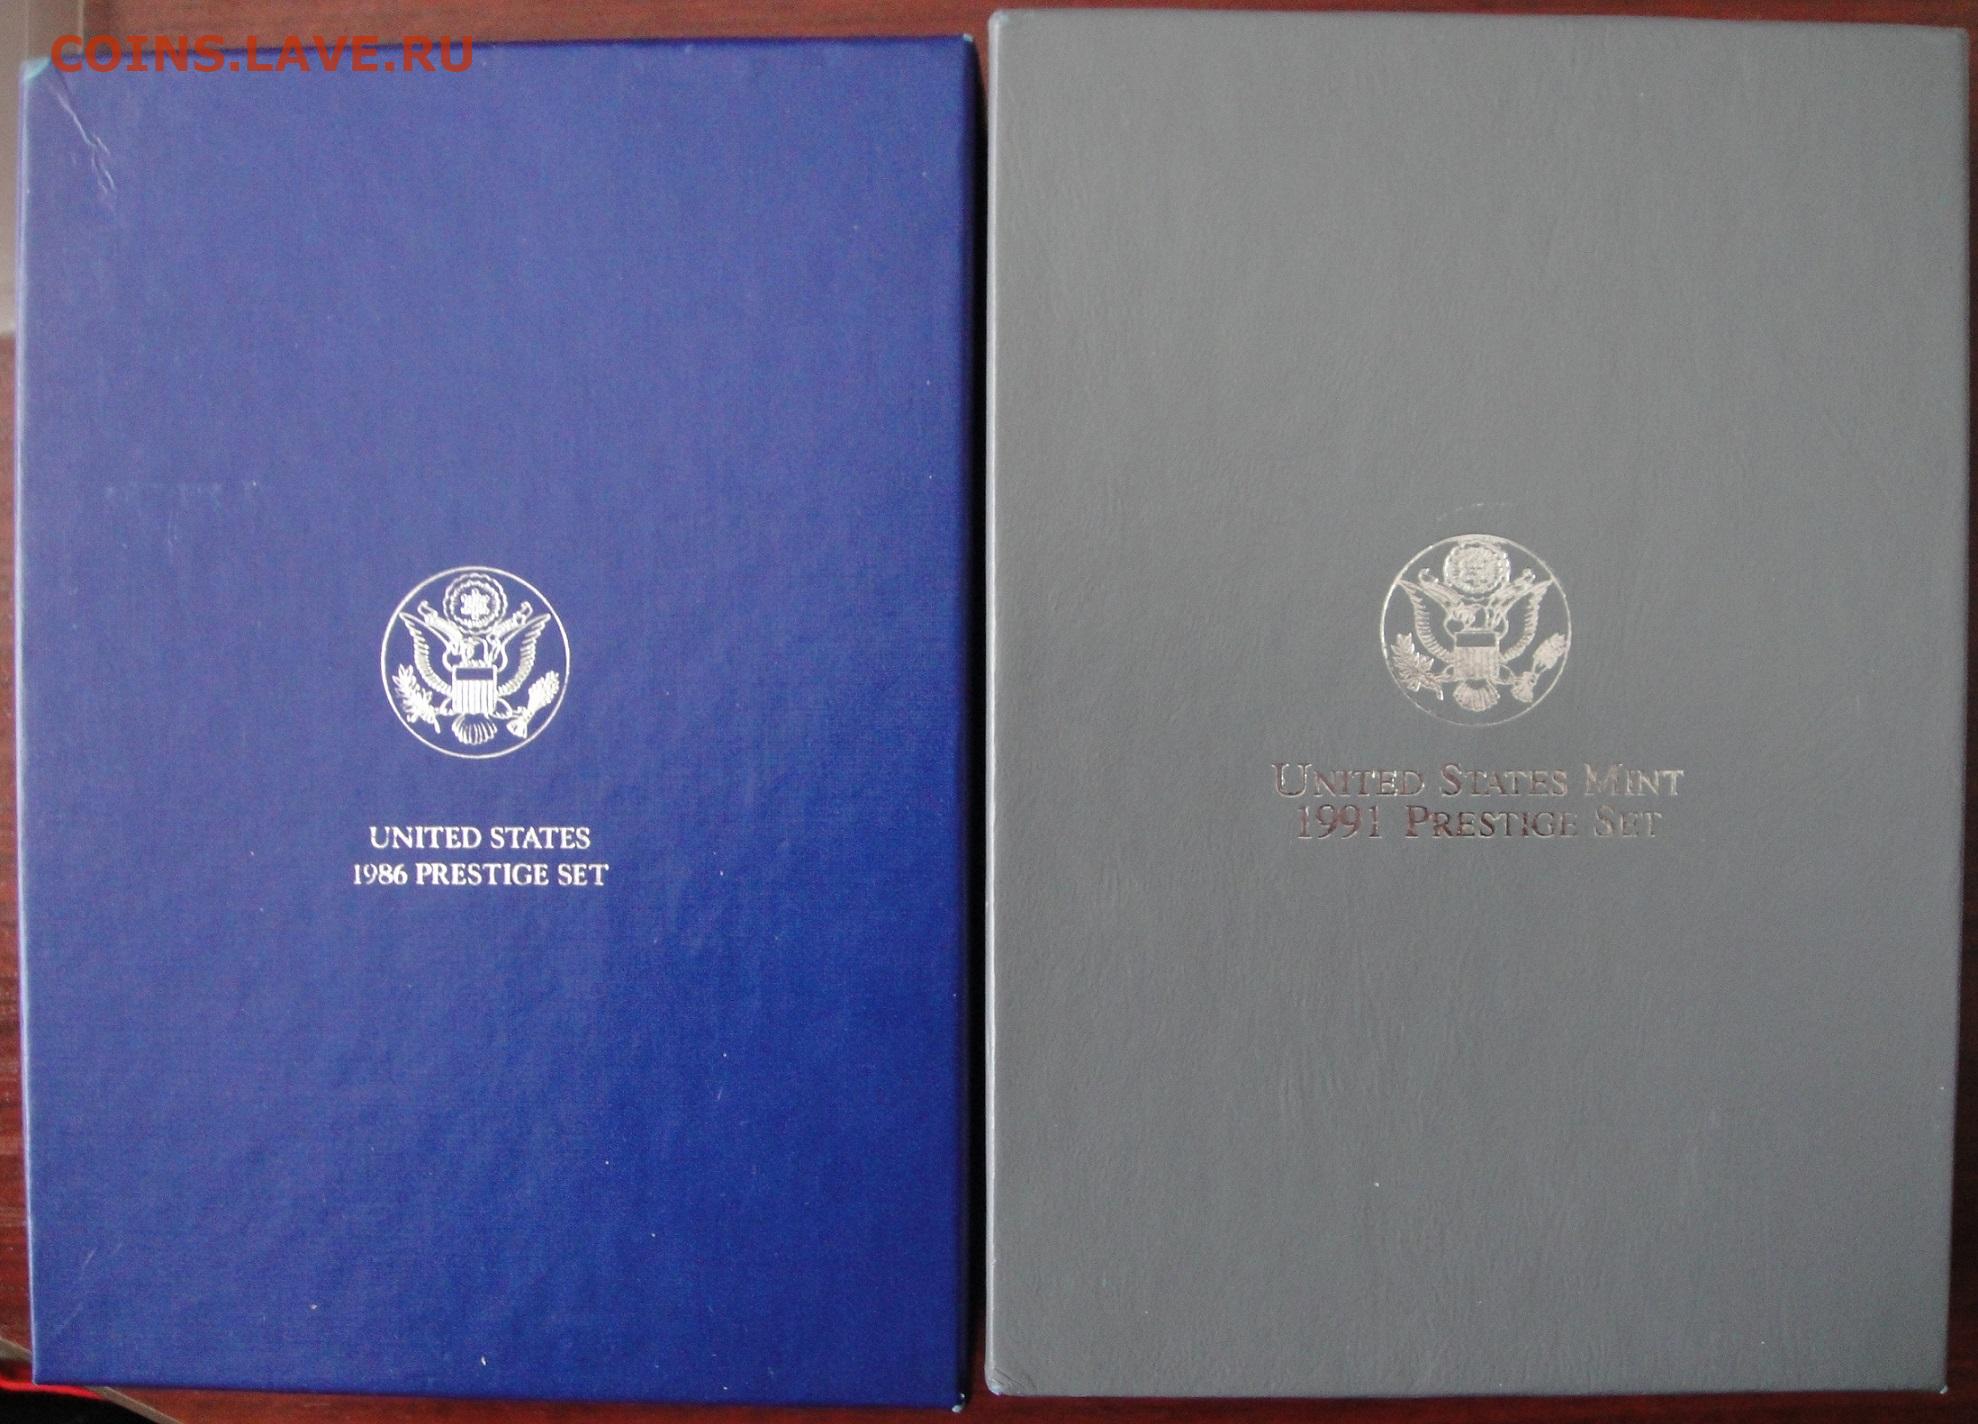 COINS.LAVE.RU
UNITED STATES
1986 PRESTIGE SET
UNITED STATES MINT
1991 PRESTIGE SET